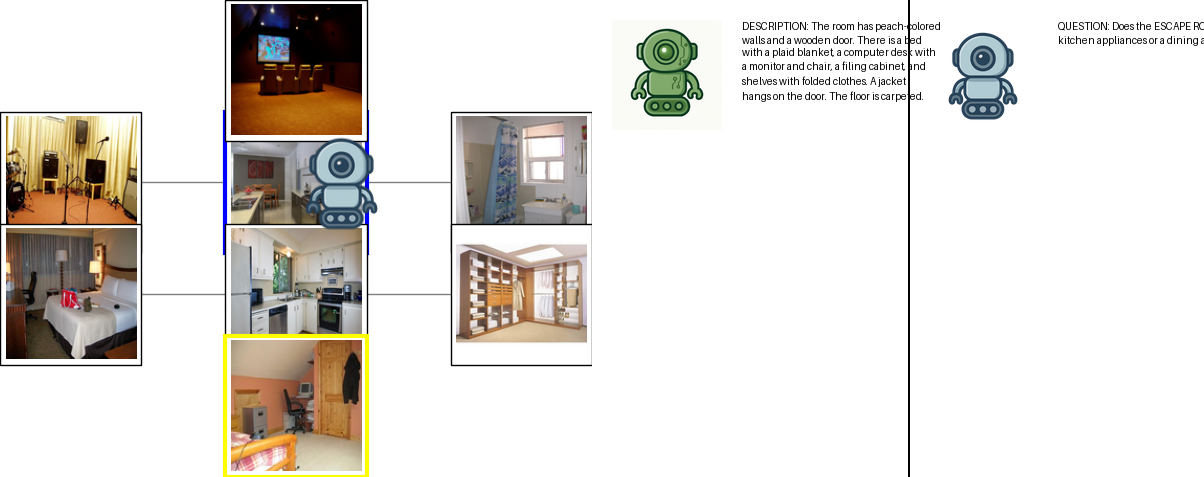 DESCRIPTION: The room has peach-colored
walls and a wooden door. There is a bed
with a plaid blanket, a computer desk with
a monitor and chair, a filing cabinet, and
shelves with folded clothes. A jacket
hangs on the door. The floor is carpeted.
QUESTION: Does the ESCAPE RO
kitchen appliances or a dining a